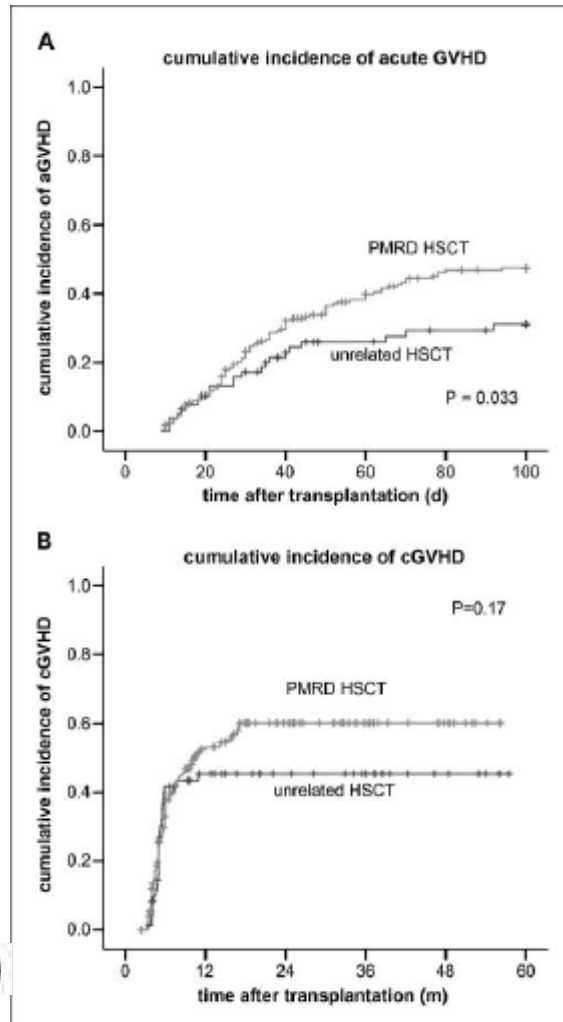 A
cumulative incidence of acute GVHD
cumulative incidence of aGVHD
1.0
0.8
0.6
0.4
0.2
0.0
PMRD HSCT
unrelated HSCT
P = 0.033
0 20 40 60 80 100
time after transplantation (d)
B
cumulative incidence of cGVHD
cumulative incidence of cGVHD
1.0
0.8
0.6
0.4
0.2
0.0
P=0.17
PMRD HSCT
unrelated HSCT
0 12 24 36 48 60
time after transplantation (m)